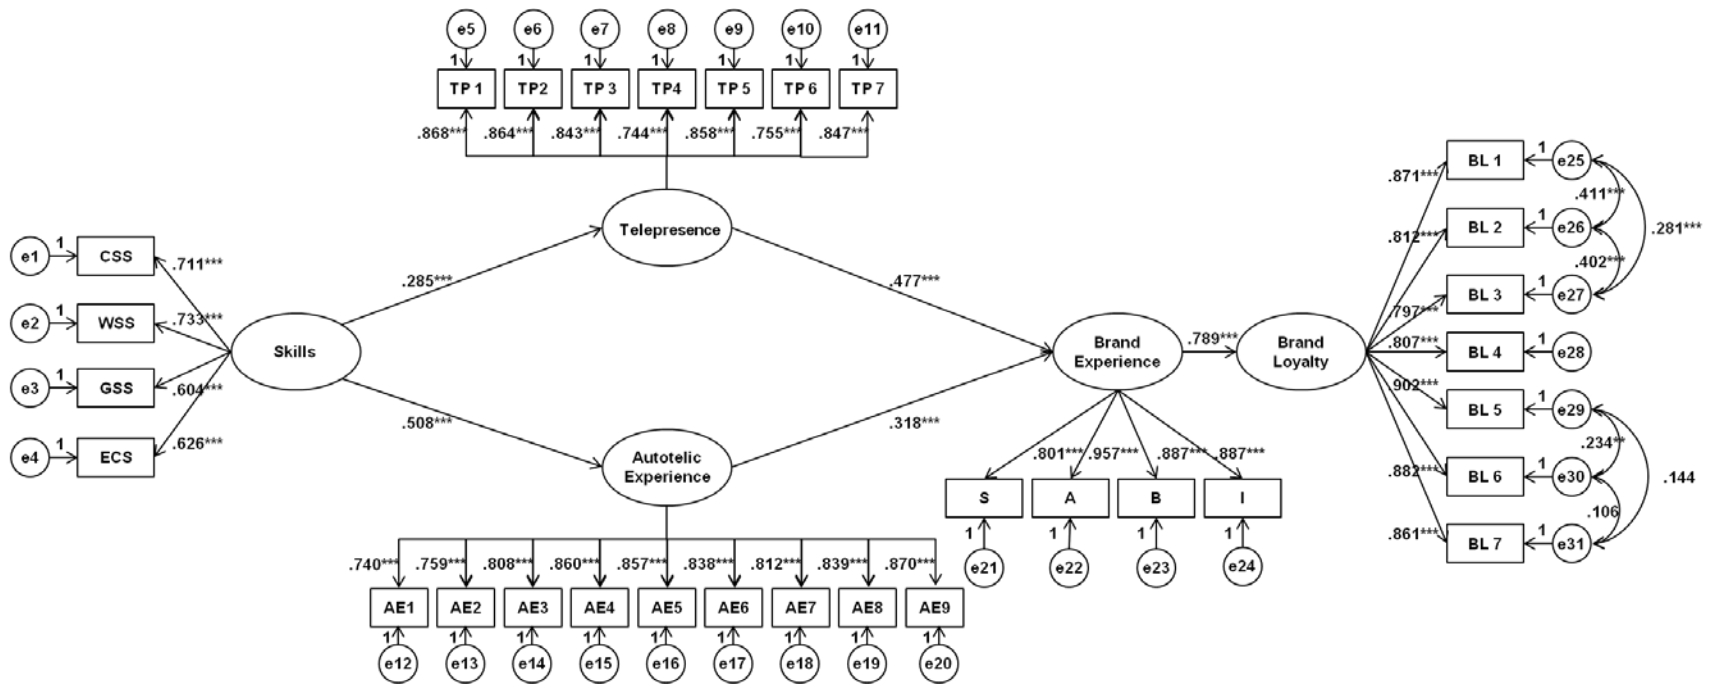 e5 e6 e7 e8 e9 e10 e11
1 1 1 1 1 1 1
TP 1 TP2 TP 3 TP4 TP 5 TP 6 TP 7
.868*** .864*** .843*** .744*** .858*** .755*** .847***
Telepresence
e1 1 CSS .711***
e2 1 WSS .733***
e3 1 GSS .604***
e4 1 ECS .626***
Skills
.285***
.508***
.477***
.318***
Autotelic
Experience
.740*** .759*** .808*** .860*** .857*** .838*** .812*** .839*** .870***
AE1 AE2 AE3 AE4 AE5 AE6 AE7 AE8 AE9
1 1 1 1 1 1 1 1 1
e12 e13 e14 e15 e16 e17 e18 e19 e20
Brand
Experience
.789***
Brand
Loyalty
.801*** .957*** .887*** .887***
S A B I
1 1 1 1
e21 e22 e23 e24
.871*** BL 1 1 e25
.411***
.812*** BL 2 1 e26
.281***
.402***
.797*** BL 3 1 e27
.807*** BL 4 1 e28
.902*** BL 5 1 e29
.234**
.882*** BL 6 1 e30
.144
.106
.861*** BL 7 1 e31